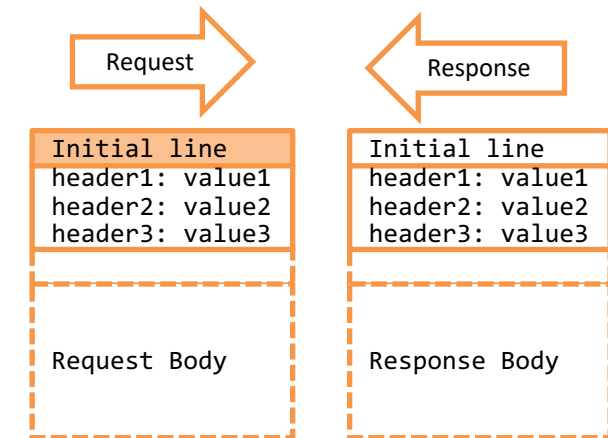 Request
Response
Initial line
header1: value1
header2: value2
header3: value3
Request Body
Initial line
header1: value1
header2: value2
header3: value3
Response Body